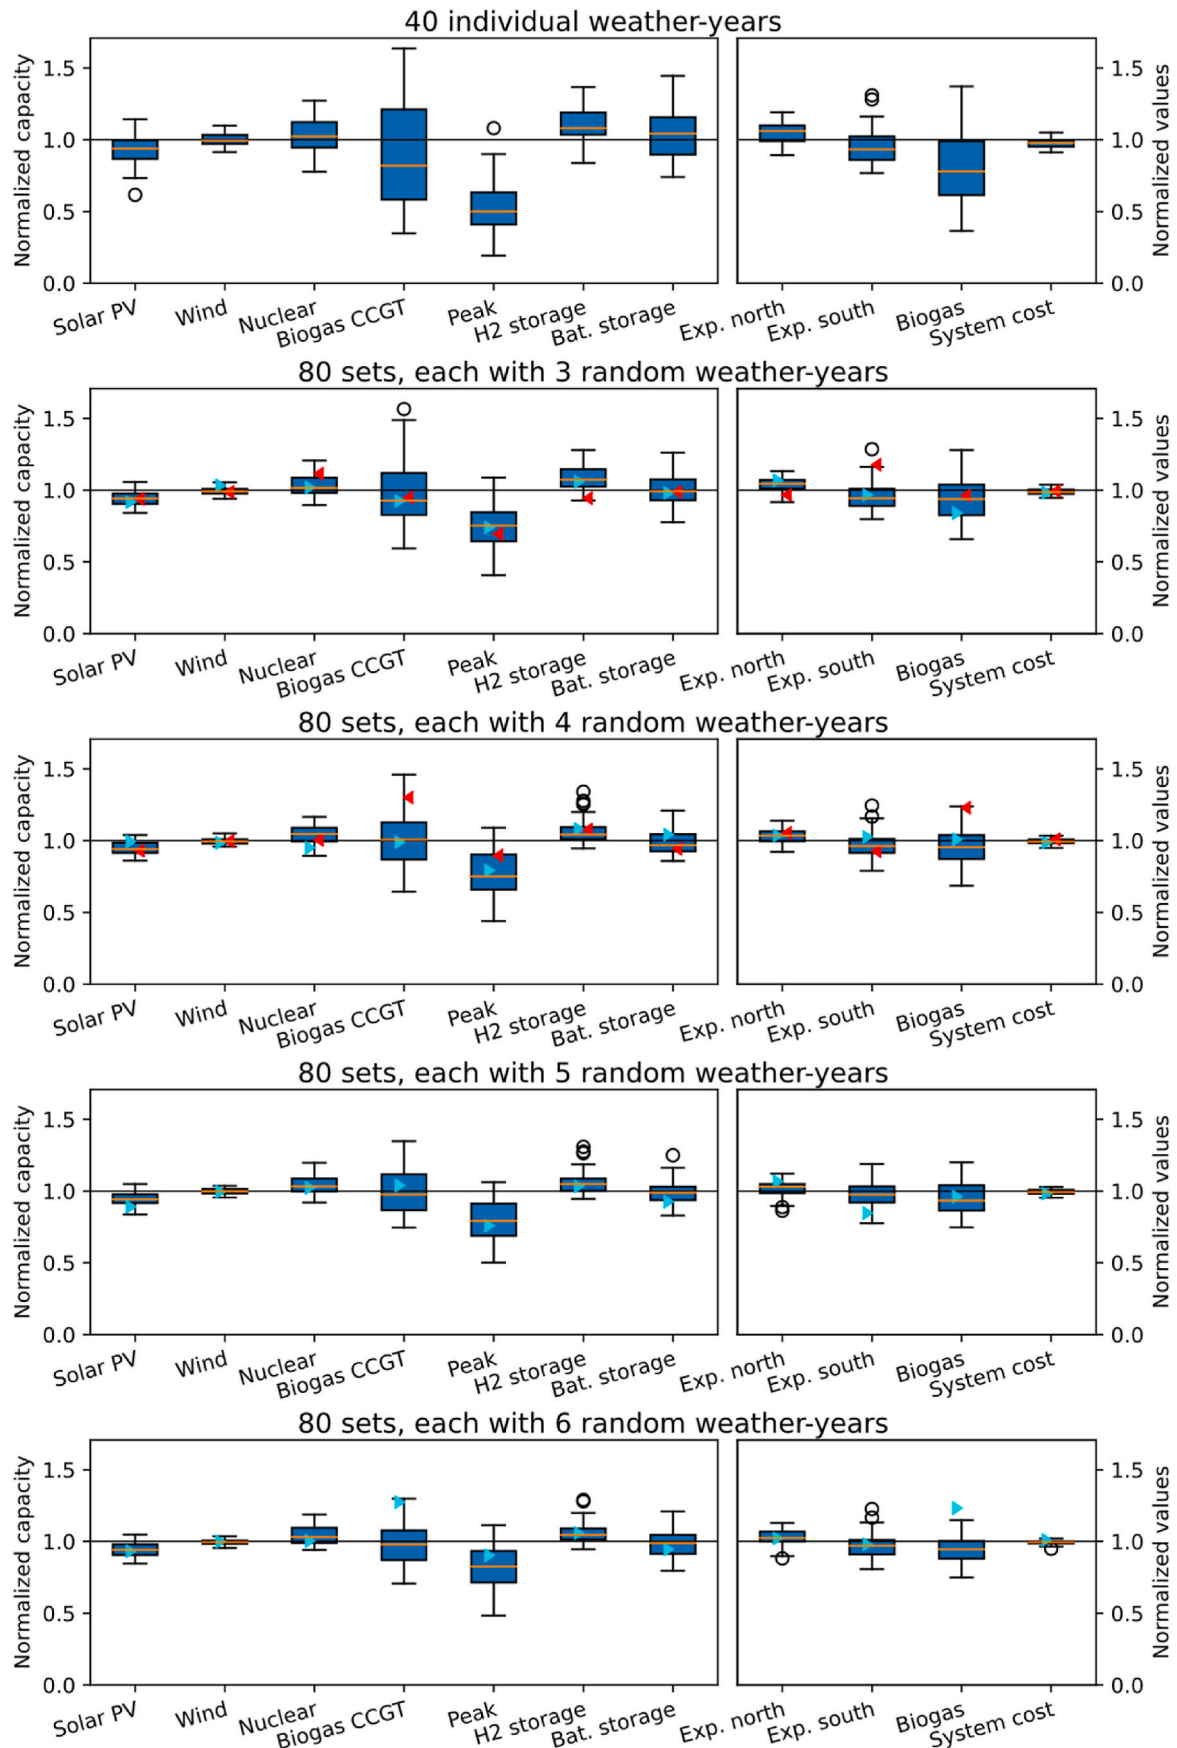 40 individual weather-years
Normalized capacity
1.5
1.0
0.5
0.0
Solar PV
Wind
Nuclear
Biogas CCGT
Peak
H2 storage
Bat. storage
Exp. north
Exp. south
Biogas
System cost
1.5
1.0
0.5
0.0
Normalized values
80 sets, each with 3 random weather-years
Normalized capacity
1.5
1.0
0.5
0.0
Solar PV
Wind
Nuclear
Biogas CCGT
Peak
H2 storage
Bat. storage
Exp. north
Exp. south
Biogas
System cost
1.5
1.0
0.5
0.0
Normalized values
80 sets, each with 4 random weather-years
Normalized capacity
1.5
1.0
0.5
0.0
Solar PV
Wind
Nuclear
Biogas CCGT
Peak
H2 storage
Bat. storage
Exp. north
Exp. south
Biogas
System cost
1.5
1.0
0.5
0.0
Normalized values
80 sets, each with 5 random weather-years
Normalized capacity
1.5
1.0
0.5
0.0
Solar PV
Wind
Nuclear
Biogas CCGT
Peak
H2 storage
Bat. storage
Exp. north
Exp. south
Biogas
System cost
1.5
1.0
0.5
0.0
Normalized values
80 sets, each with 6 random weather-years
Normalized capacity
1.5
1.0
0.5
0.0
Solar PV
Wind
Nuclear
Biogas CCGT
Peak
H2 storage
Bat. storage
Exp. north
Exp. south
Biogas
System cost
1.5
1.0
0.5
0.0
Normalized values